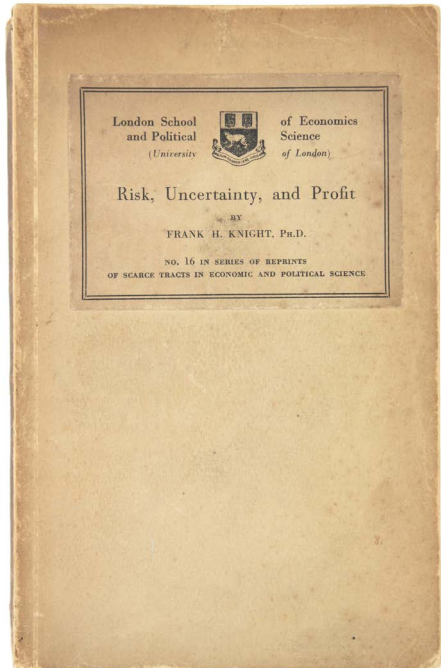 London School of Economics
and Political Science
(University of London)
Risk, Uncertainty, and Profit
BY
FRANK H. KNIGHT, PH.D.
NO. 16 IN SERIES OF REPRINTS
OF SCARCE TRACTS IN ECONOMIC AND POLITICAL SCIENCE